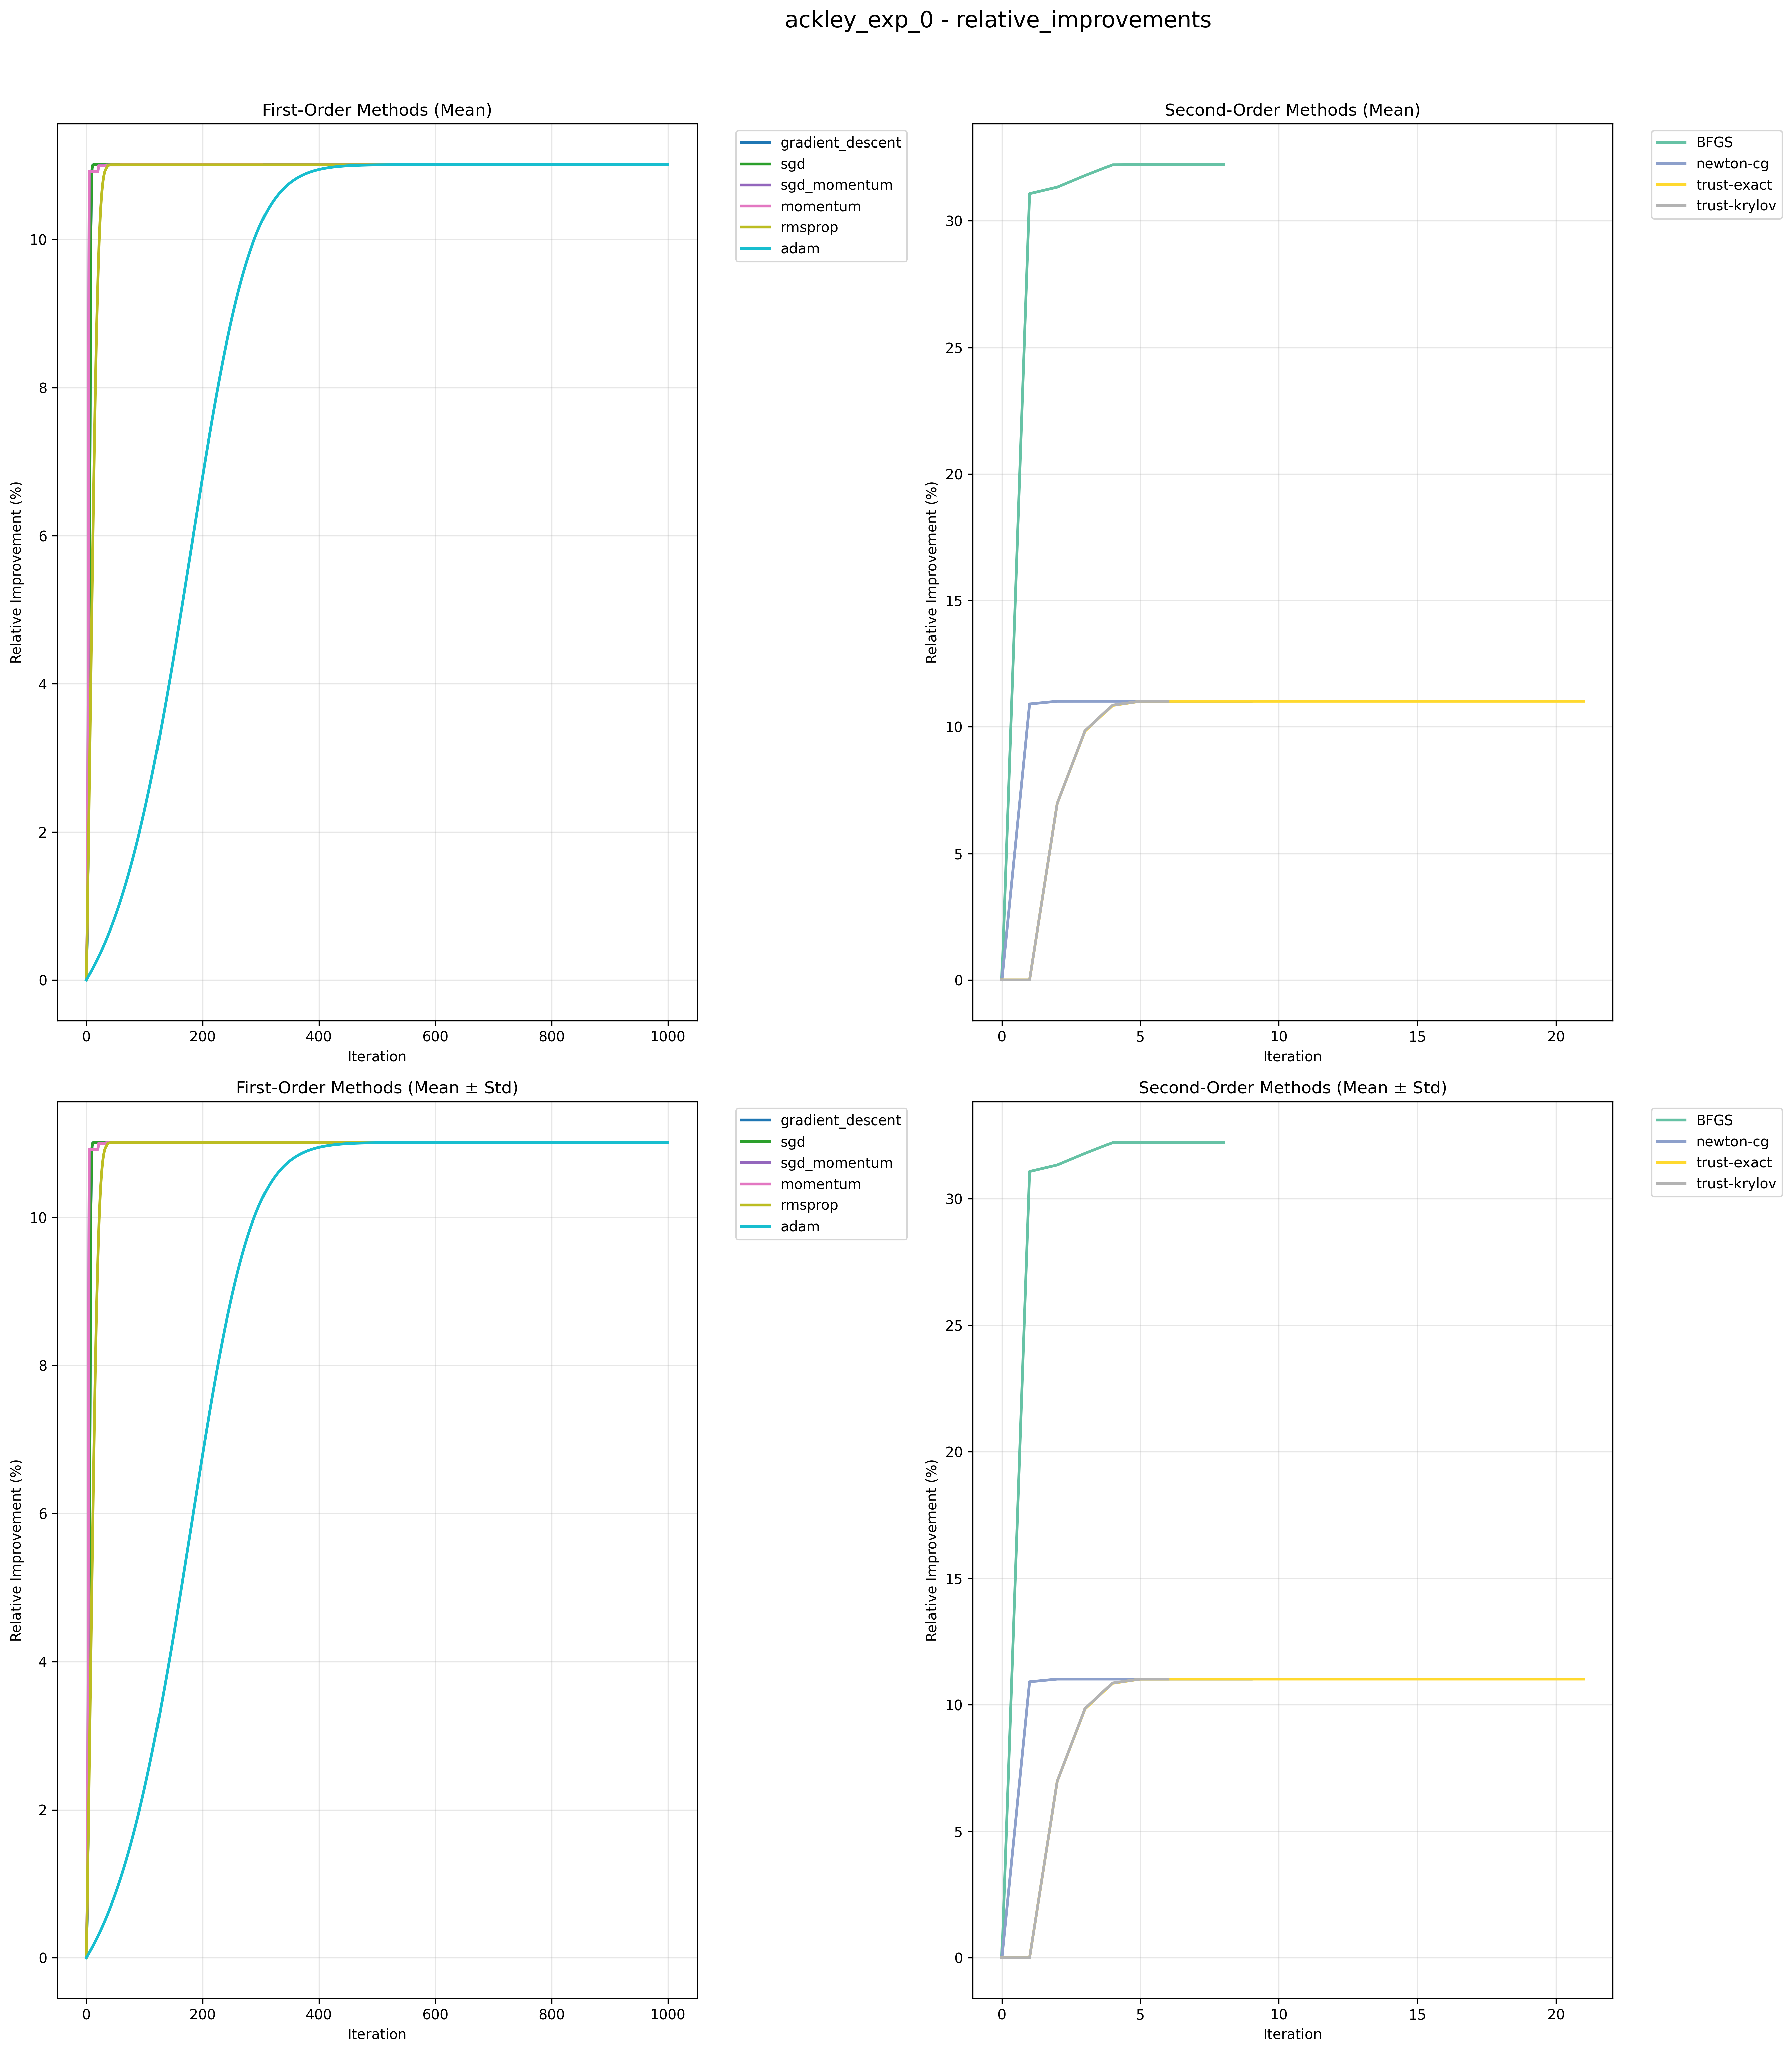 ackley_exp_0 - relative_improvements
First-Order Methods (Mean)
Relative Improvement (%)
10
8
6
4
2
0
0 200 400 600 800 1000
Iteration
gradient_descent
sgd
sgd_momentum
momentum
rmsprop
adam
Second-Order Methods (Mean)
Relative Improvement (%)
30
25
20
15
10
5
0
0 5 10 15 20
Iteration
BFGS
newton-cg
trust-exact
trust-krylov
First-Order Methods (Mean ± Std)
Relative Improvement (%)
10
8
6
4
2
0
0 200 400 600 800 1000
Iteration
gradient_descent
sgd
sgd_momentum
momentum
rmsprop
adam
Second-Order Methods (Mean ± Std)
Relative Improvement (%)
30
25
20
15
10
5
0
0 5 10 15 20
Iteration
BFGS
newton-cg
trust-exact
trust-krylov